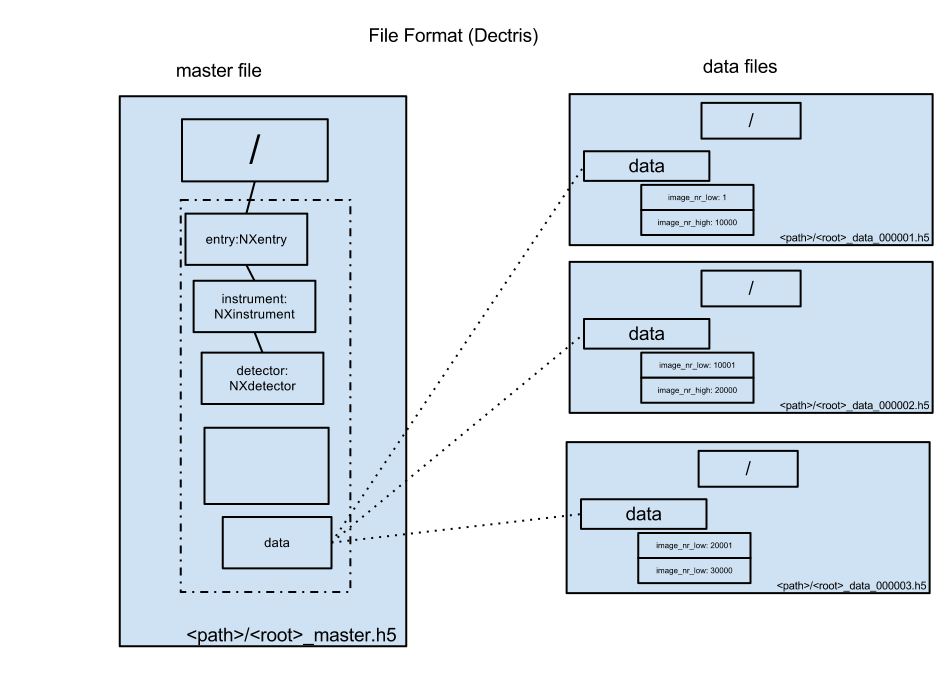 File Format (Dectris)
master file
/
entry:NXentry
instrument:
NXinstrument
detector:
NXdetector
data
<path>/<root>_master.h5
data files
/
data
image_nr_low: 1
image_nr_high: 10000
<path>/<root>_data_000001.h5
/
data
image_nr_low: 10001
image_nr_high: 20000
<path>/<root>_data_000002.h5
/
data
image_nr_low: 20001
image_nr_low: 30000
<path>/<root>_data_000003.h5